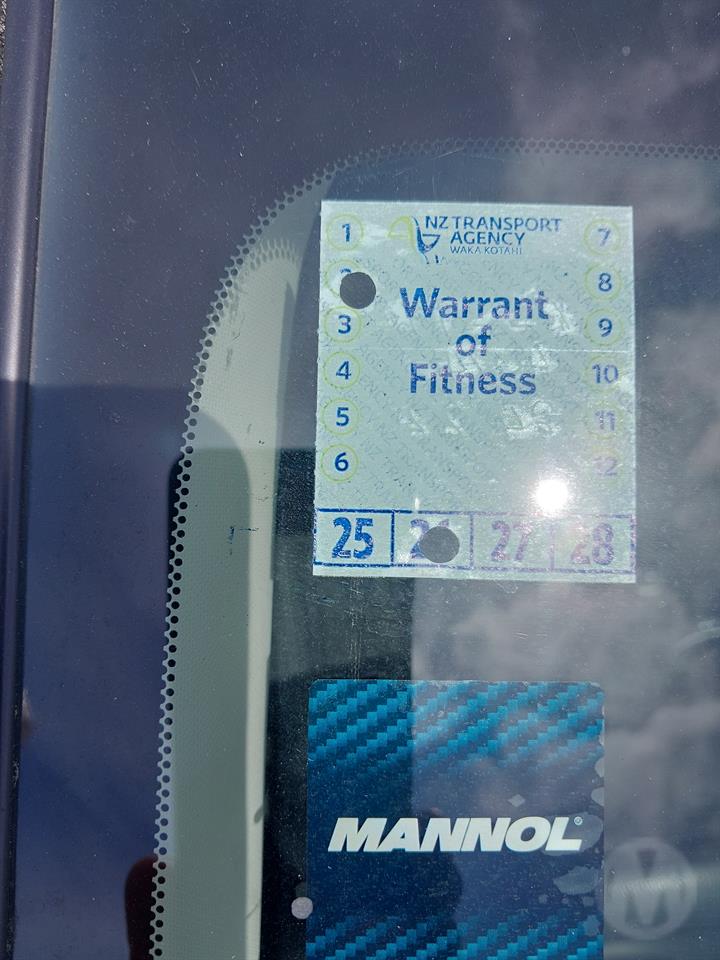 NZ TRANSPORT
AGENCY
WAKA KOTAHI
1
7
8
Warrant
of
Fitness
3
9
4
10
5
11
6
12
25
27
28
MANNOL®
M